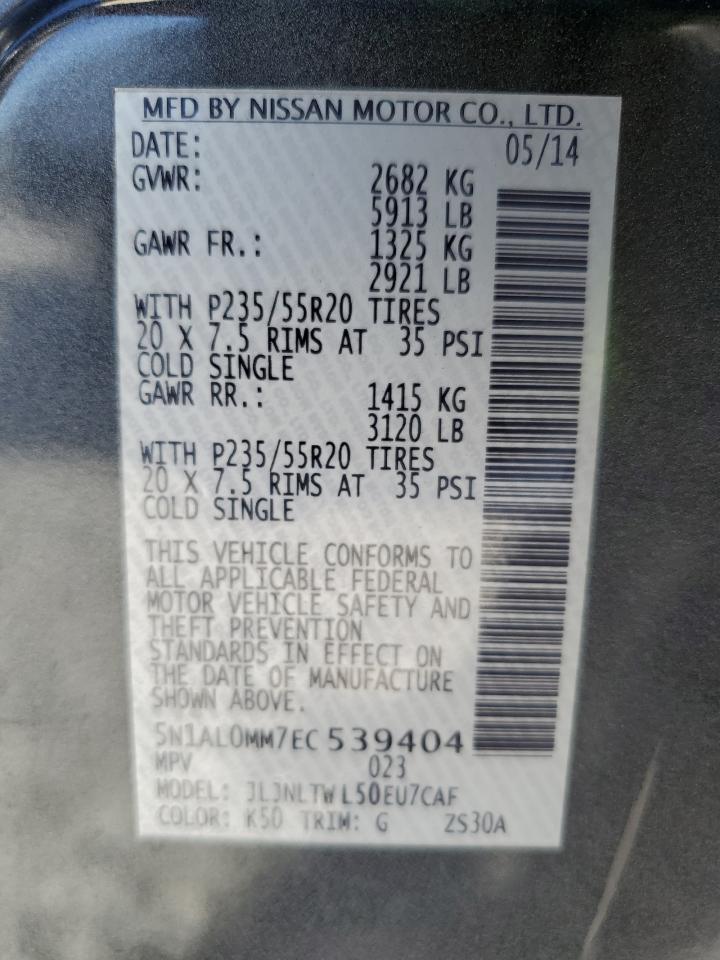 MFD BY NISSAN MOTOR CO., LTD.
DATE: 05/14
GVWR: 2682 KG
5913 LB
GAWR FR.: 1325 KG
2921 LB
WITH P235/55R20 TIRES
20 X 7.5 RIMS AT 35 PSI
COLD SINGLE
GAWR RR.: 1415 KG
3120 LB
WITH P235/55R20 TIRES
20 X 7.5 RIMS AT 35 PSI
COLD SINGLE
THIS VEHICLE CONFORMS TO
ALL APPLICABLE FEDERAL
MOTOR VEHICLE SAFETY AND
THEFT PREVENTION
STANDARDS IN EFFECT ON
THE DATE OF MANUFACTURE
SHOWN ABOVE.
5N1AL0MM7EC539404
MPV 023
MODEL: JLJNLTWL50EU7CAF
COLOR: K50 TRIM: G ZS30A